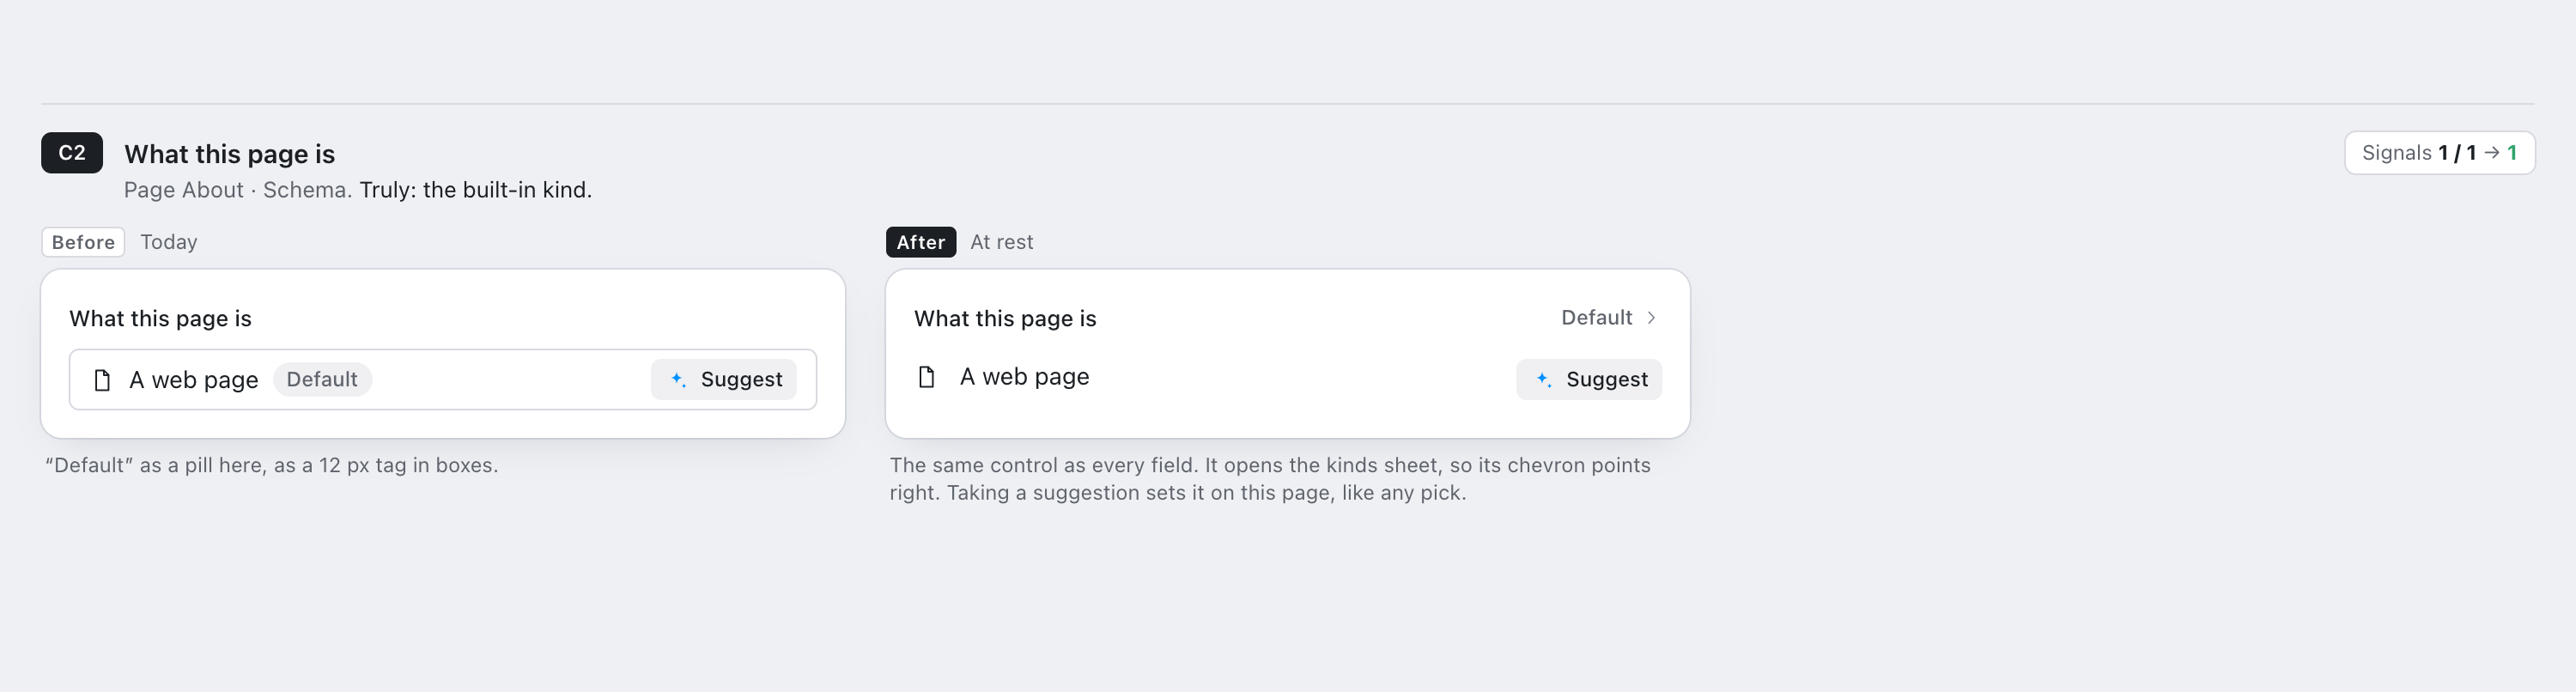 C2 What this page is
Signals 1 / 1 → 1
Page About · Schema. Truly: the built-in kind.
Before Today
What this page is
A web page Default Suggest
“Default” as a pill here, as a 12 px tag in boxes.
After At rest
What this page is Default
A web page Suggest
The same control as every field. It opens the kinds sheet, so its chevron points
right. Taking a suggestion sets it on this page, like any pick.